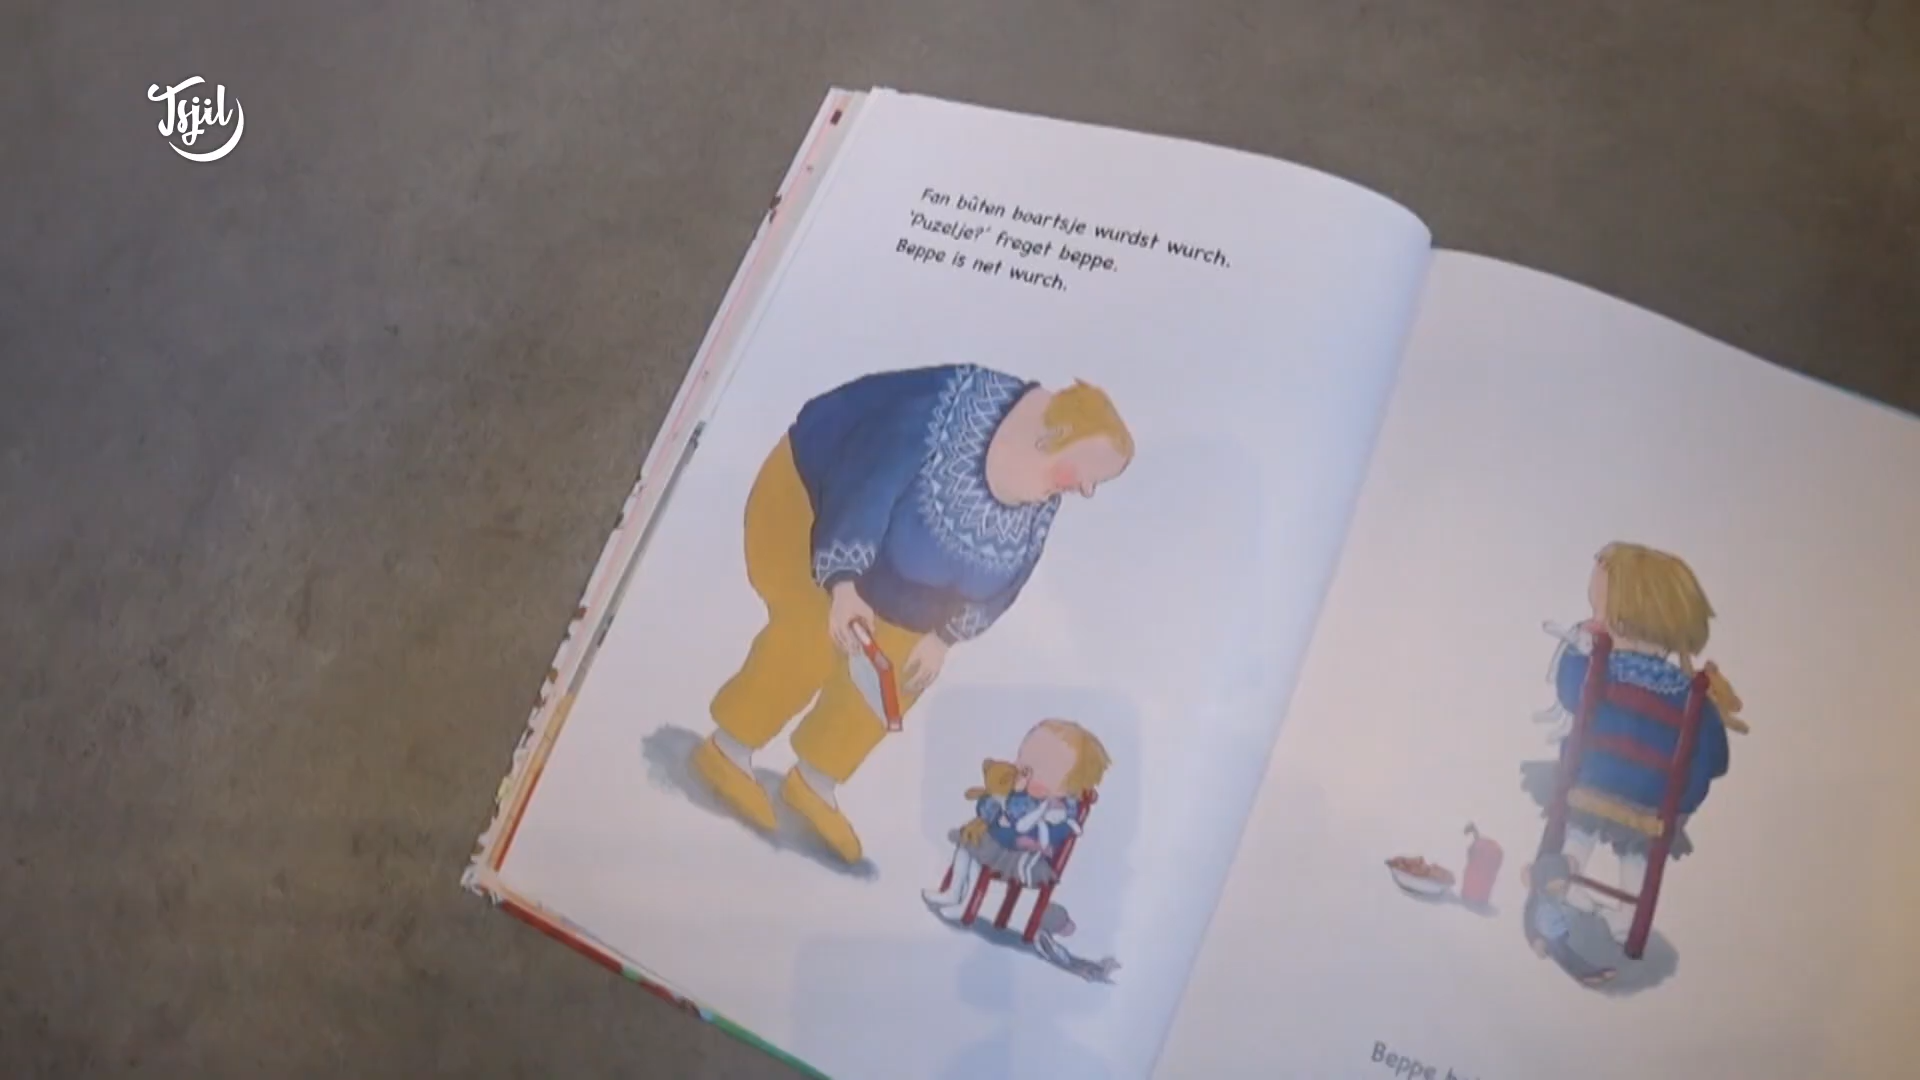 Tsjil
Fan bûten boartsje wurdst wurch.
'Puzelje?' freget beppe.
Beppe is net wurch.
Beppe